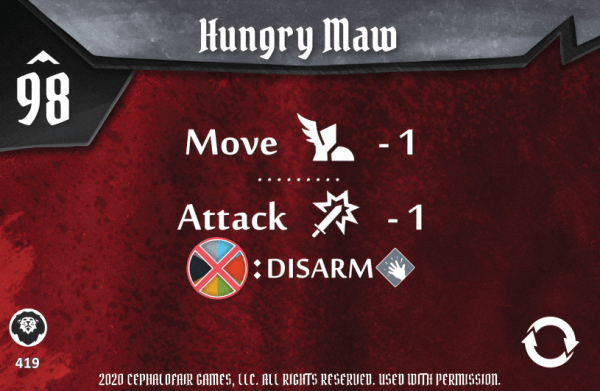 Hungry Maw
98
Move - 1
Attack - 1
: DISARM
419
2020 CEPHALOFAIR GAMES, LLC. ALL RIGHTS RESERVED. USED WITH PERMISSION.